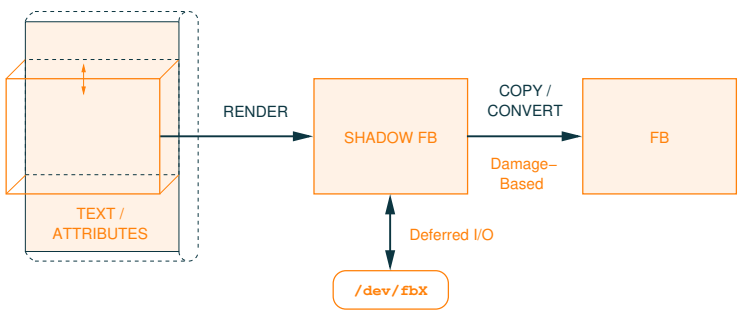 TEXT /
ATTRIBUTES
RENDER
SHADOW FB
COPY /
CONVERT
Damage–
Based
FB
Deferred I/O
/dev/fbX